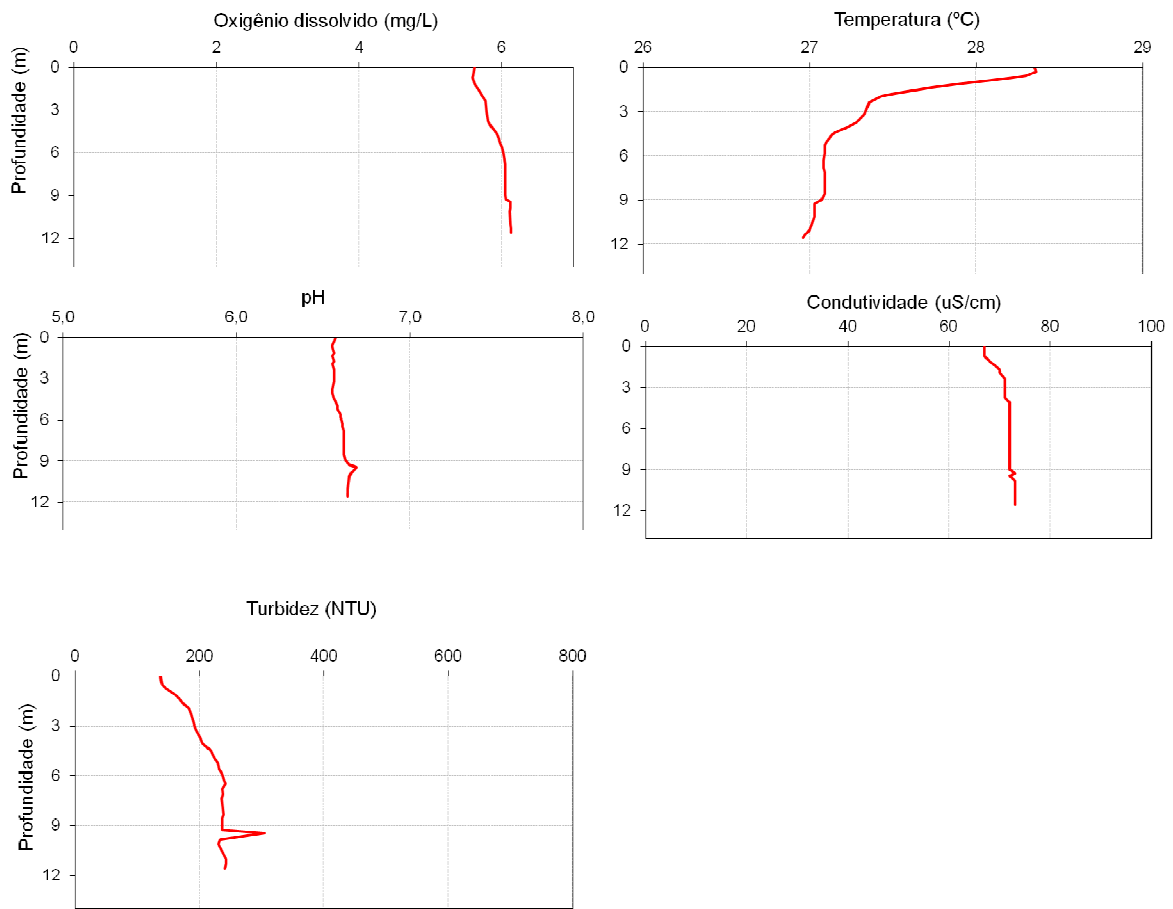 Oxigênio dissolvido (mg/L)
0 2 4 6
Profundidade (m)
0
3
6
9
12
Temperatura (ºC)
26 27 28 29
0
3
6
9
12
pH
5,0 6,0 7,0 8,0
Profundidade (m)
0
3
6
9
12
Condutividade (uS/cm)
0 20 40 60 80 100
0
3
6
9
12
Turbidez (NTU)
0 200 400 600 800
Profundidade (m)
0
3
6
9
12